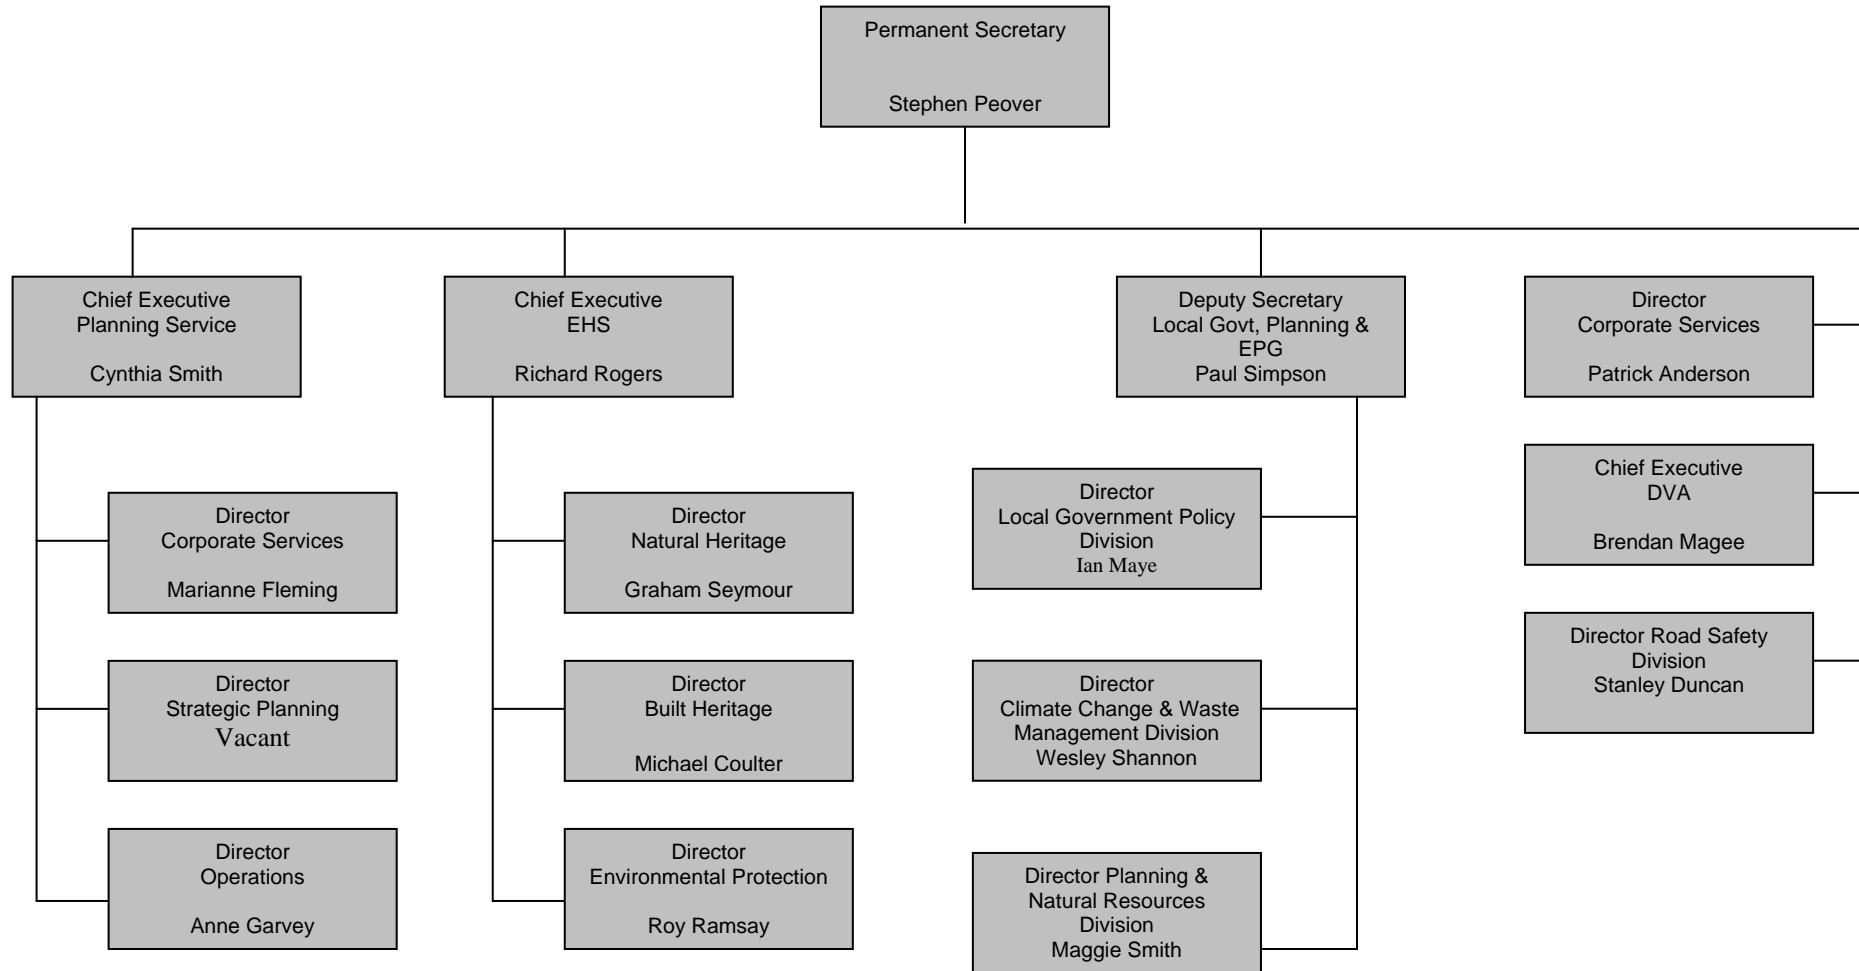 Permanent Secretary
Stephen Peover
Chief Executive
Planning Service
Cynthia Smith
Chief Executive
EHS
Richard Rogers
Deputy Secretary
Local Govt, Planning &
EPG
Paul Simpson
Director
Corporate Services
Patrick Anderson
Director
Corporate Services
Marianne Fleming
Director
Strategic Planning
Vacant
Director
Operations
Anne Garvey
Director
Natural Heritage
Graham Seymour
Director
Built Heritage
Michael Coulter
Director
Environmental Protection
Roy Ramsay
Director
Local Government Policy
Division
Ian Maye
Director
Climate Change & Waste
Management Division
Wesley Shannon
Director Planning &
Natural Resources
Division
Maggie Smith
Chief Executive
DVA
Brendan Magee
Director Road Safety
Division
Stanley Duncan